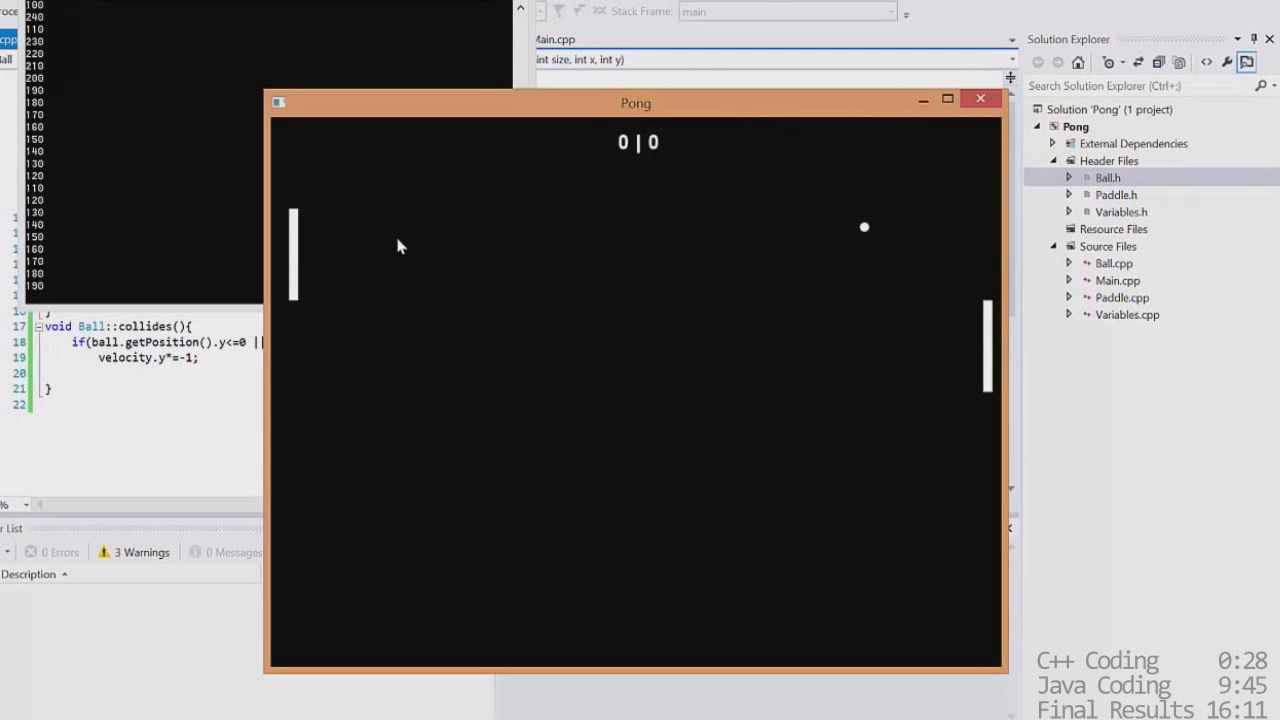 roce
Stack Frame: main
.cpp
Main.cpp
Ball
int size, int x, int y)
100
240
110
230
220
210
200
190
180
170
160
150
140
130
120
110
120
130
140
150
160
170
180
190
Pong
0 | 0
17 void Ball::collides(){
18 if(ball.getPosition().y<=0 ||
19 velocity.y*=-1;
20
21 }
22
%
r List
0 Errors 3 Warnings 0 Messages
Description
Solution Explorer
Search Solution Explorer (Ctrl+;)
Solution 'Pong' (1 project)
Pong
External Dependencies
Header Files
Ball.h
Paddle.h
Variables.h
Resource Files
Source Files
Ball.cpp
Main.cpp
Paddle.cpp
Variables.cpp
C++ Coding 0:28
Java Coding 9:45
Final Results 16:11